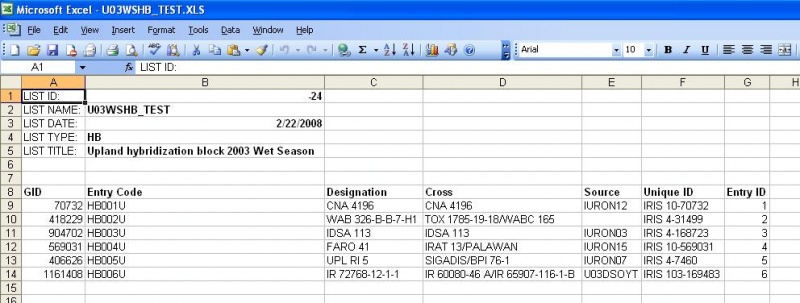 Microsoft Excel - U03WSHB_TEST.XLS
File Edit View Insert Format Tools Data Window Help
Arial 10 B I U
A1 fx LIST ID:
A B C D E F G H
1 LIST ID: -24
2 LIST NAME: U03WSHB_TEST
3 LIST DATE: 2/22/2008
4 LIST TYPE: HB
5 LIST TITLE: Upland hybridization block 2003 Wet Season
6
7
8 GID Entry Code Designation Cross Source Unique ID Entry ID
9 70732 HB001U CNA 4196 CNA 4196 IURON12 IRIS 10-70732 1
10 418229 HB002U WAB 326-B-B-7-H1 TOX 1785-19-18/WABC 165 IRIS 4-31499 2
11 904702 HB003U IDSA 113 IDSA 113 IURON03 IRIS 4-168723 3
12 569031 HB004U FARO 41 IRAT 13/PALAWAN IURON15 IRIS 10-569031 4
13 406626 HB005U UPL RI 5 SIGADIS/BPI 76-1 IURON07 IRIS 4-7460 5
14 1161408 HB006U IR 72768-12-1-1 IR 60080-46 A/IR 65907-116-1-B U03DSOYT IRIS 103-169483 6
15
16